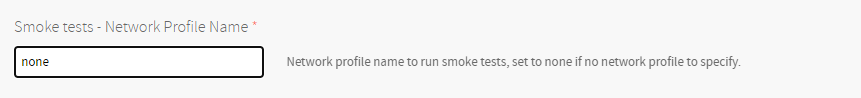 Smoke tests - Network Profile Name *
none
Network profile name to run smoke tests, set to none if no network profile to specify.